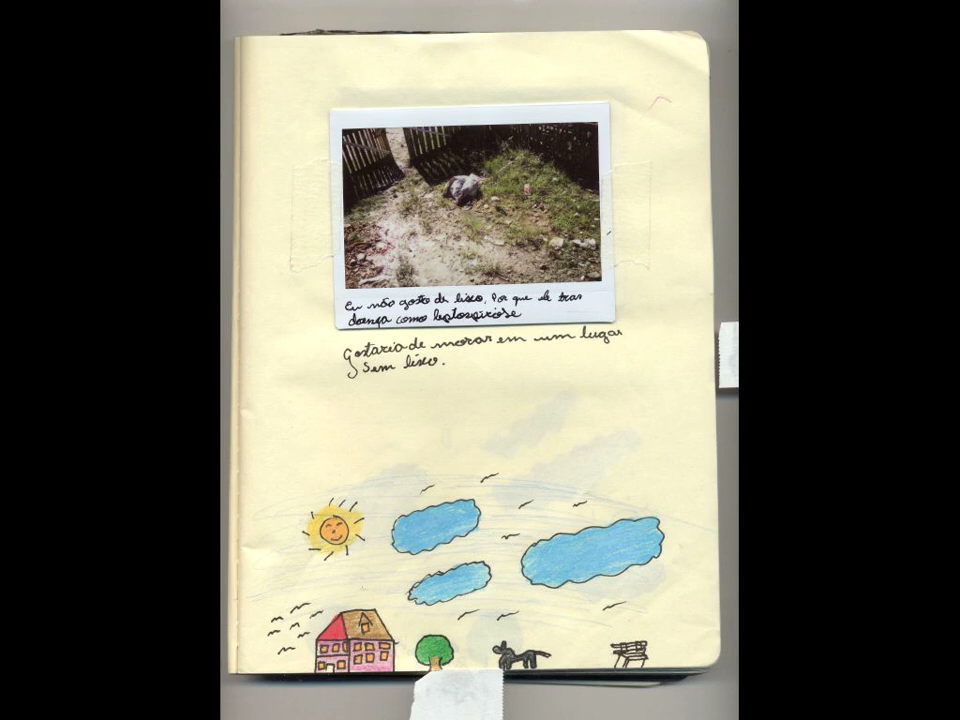 Eu não gosto de lixo, Por que ele tras
doença como leptospiriose
Gostaria de morar em um lugar
sem lixo.